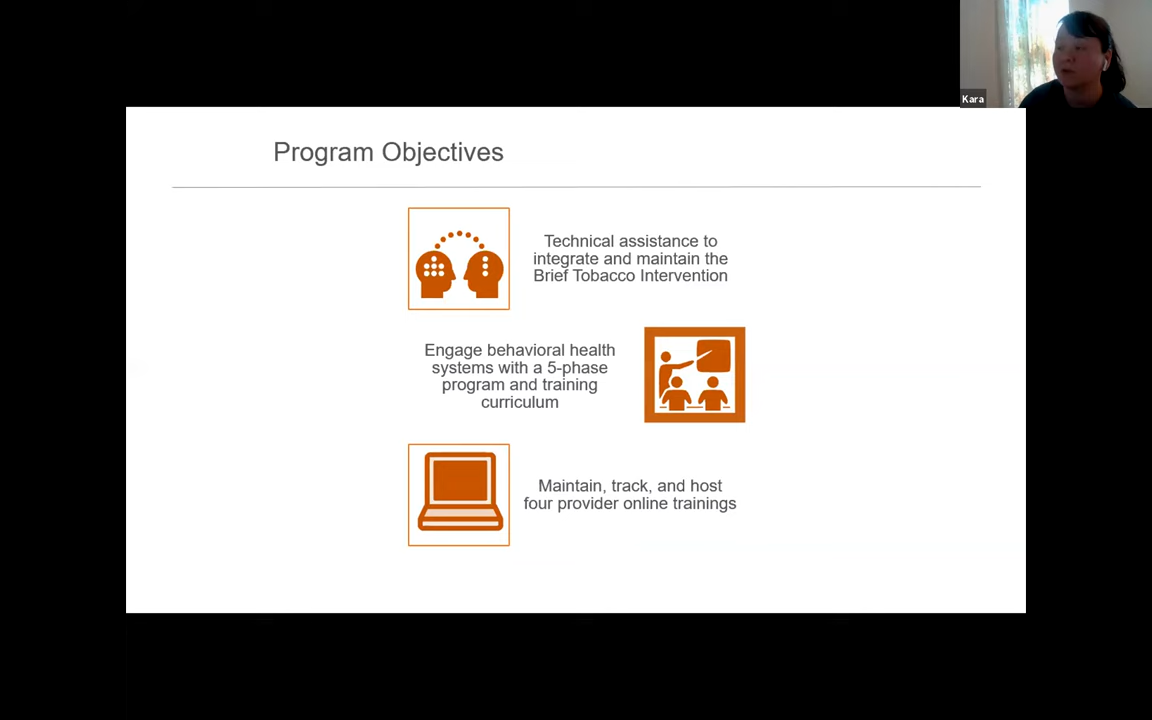 Kara
Program Objectives
Technical assistance to
integrate and maintain the
Brief Tobacco Intervention
Engage behavioral health
systems with a 5-phase
program and training
curriculum
Maintain, track, and host
four provider online trainings